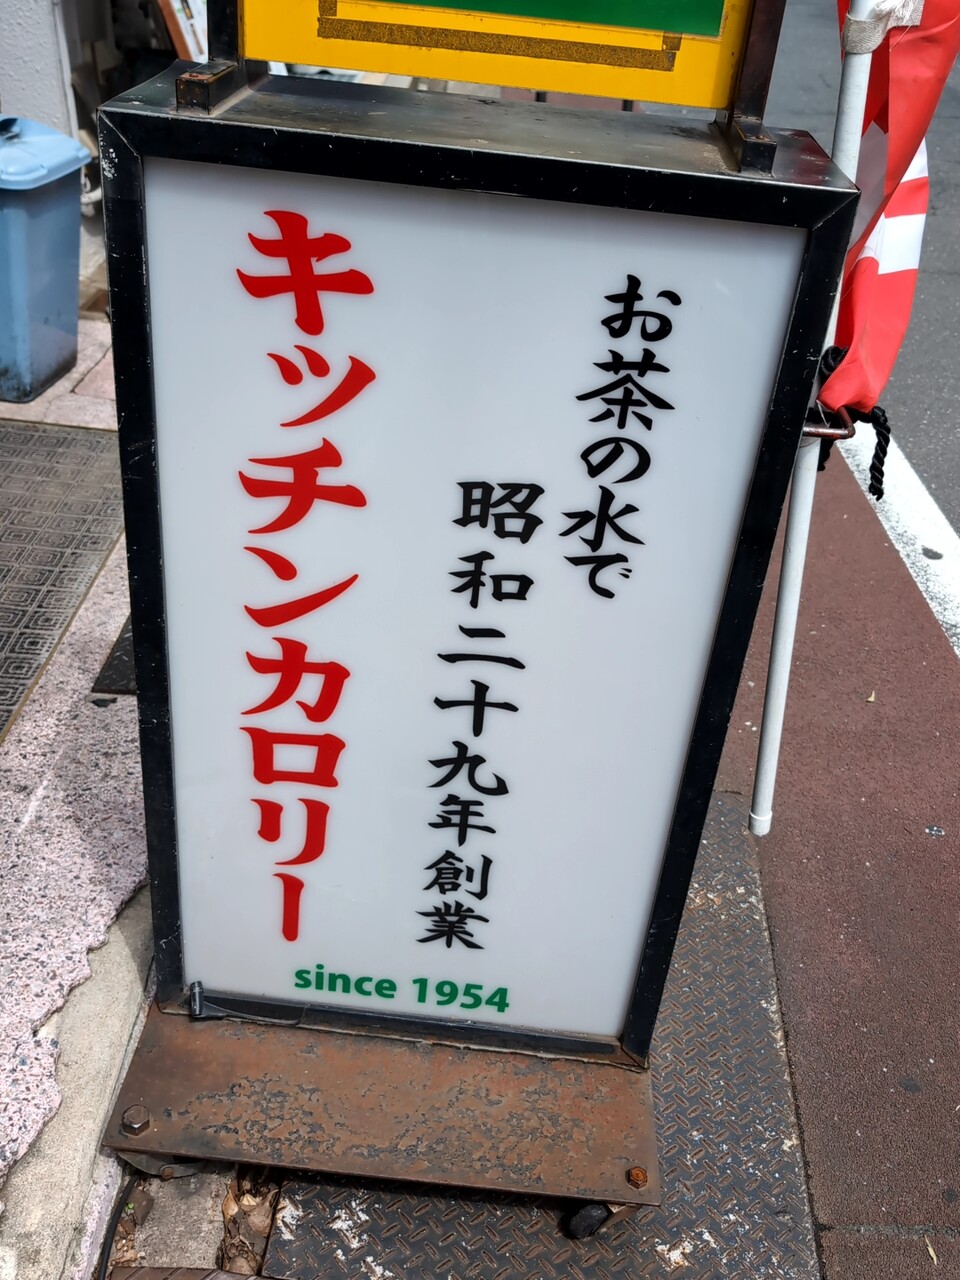 お茶の水で
昭和二十九年創業
キッチンカロリー
since 1954